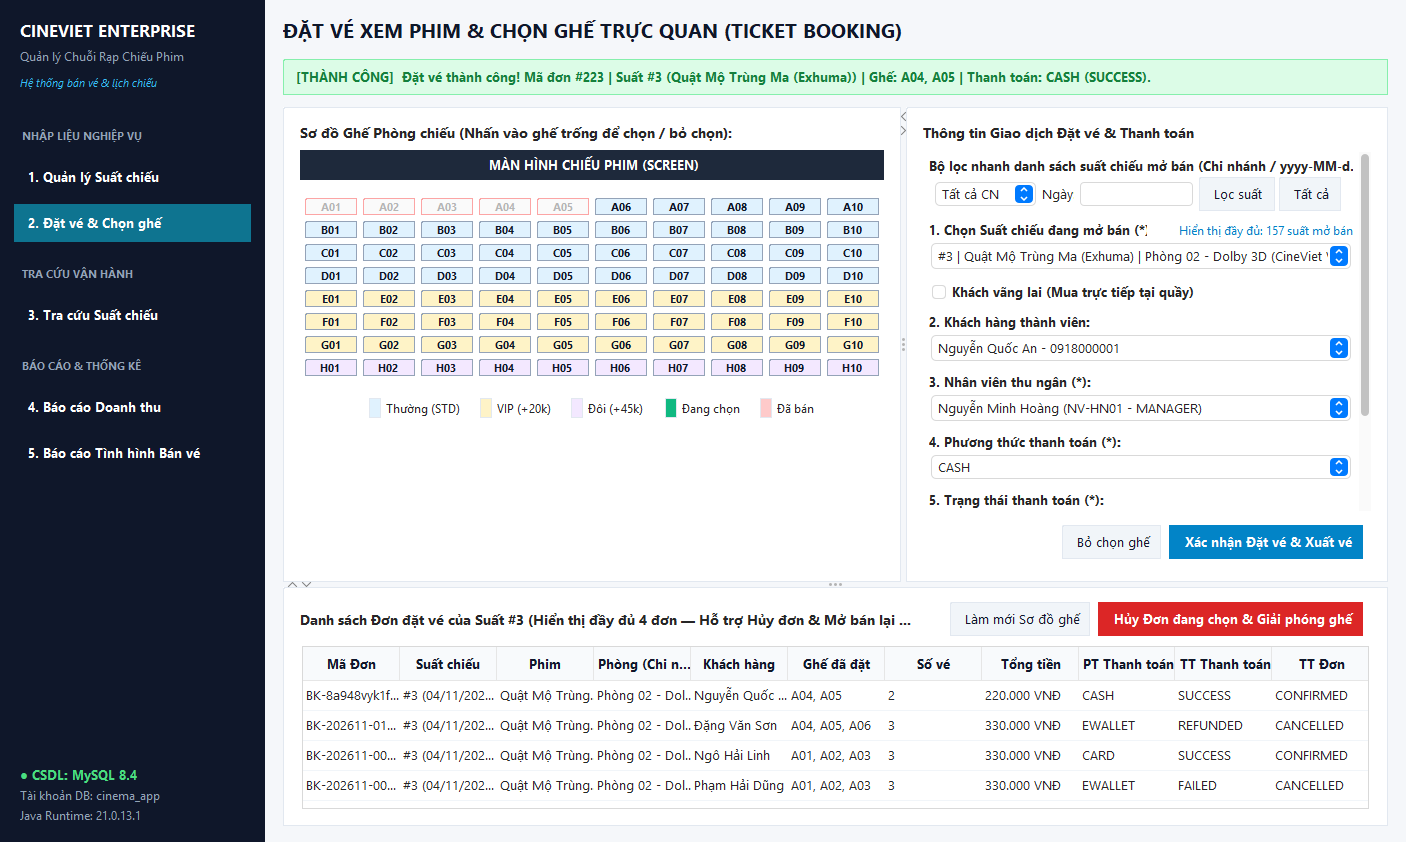 CINEVIET ENTERPRISE
Quản lý Chuỗi Rạp Chiếu Phim
Hệ thống bán vé & lịch chiếu
NHẬP LIỆU NGHIỆP VỤ
1. Quản lý Suất chiếu
2. Đặt vé & Chọn ghế
TRA CỨU VẬN HÀNH
3. Tra cứu Suất chiếu
BÁO CÁO & THỐNG KÊ
4. Báo cáo Doanh thu
5. Báo cáo Tình hình Bán vé
● CSDL: MySQL 8.4
Tài khoản DB: cinema_app
Java Runtime: 21.0.13.1
ĐẶT VÉ XEM PHIM & CHỌN GHẾ TRỰC QUAN (TICKET BOOKING)
[THÀNH CÔNG] Đặt vé thành công! Mã đơn #223 | Suất #3 (Quật Mộ Trùng Ma (Exhuma)) | Ghế: A04, A05 | Thanh toán: CASH (SUCCESS).
Sơ đồ Ghế Phòng chiếu (Nhấn vào ghế trống để chọn / bỏ chọn):
MÀN HÌNH CHIẾU PHIM (SCREEN)
A01 A02 A03 A04 A05 A06 A07 A08 A09 A10
B01 B02 B03 B04 B05 B06 B07 B08 B09 B10
C01 C02 C03 C04 C05 C06 C07 C08 C09 C10
D01 D02 D03 D04 D05 D06 D07 D08 D09 D10
E01 E02 E03 E04 E05 E06 E07 E08 E09 E10
F01 F02 F03 F04 F05 F06 F07 F08 F09 F10
G01 G02 G03 G04 G05 G06 G07 G08 G09 G10
H01 H02 H03 H04 H05 H06 H07 H08 H09 H10
Thường (STD) VIP (+20k) Đôi (+45k) Đang chọn Đã bán
Thông tin Giao dịch Đặt vé & Thanh toán
Bộ lọc nhanh danh sách suất chiếu mở bán (Chi nhánh / yyyy-MM-d.
Tất cả CN Ngày Lọc suất Tất cả
1. Chọn Suất chiếu đang mở bán (*) Hiển thị đầy đủ: 157 suất mở bán
#3 | Quật Mộ Trùng Ma (Exhuma) | Phòng 02 - Dolby 3D (CineViet
Khách vãng lai (Mua trực tiếp tại quầy)
2. Khách hàng thành viên:
Nguyễn Quốc An - 0918000001
3. Nhân viên thu ngân (*):
Nguyễn Minh Hoàng (NV-HN01 - MANAGER)
4. Phương thức thanh toán (*):
CASH
5. Trạng thái thanh toán (*):
Bỏ chọn ghế Xác nhận Đặt vé & Xuất vé
Danh sách Đơn đặt vé của Suất #3 (Hiển thị đầy đủ 4 đơn — Hỗ trợ Hủy đơn & Mở bán lại ... Làm mới Sơ đồ ghế Hủy Đơn đang chọn & Giải phóng ghế
Mã Đơn Suất chiếu Phim Phòng (Chi n... Khách hàng Ghế đã đặt Số vé Tổng tiền PT Thanh toán TT Thanh toán TT Đơn
BK-8a948vyk1f... #3 (04/11/202... Quật Mộ Trùng. Phòng 02 - Dol.. Nguyễn Quốc ... A04, A05 2 220.000 VNĐ CASH SUCCESS CONFIRMED
BK-202611-01... #3 (04/11/202... Quật Mộ Trùng. Phòng 02 - Dol.. Đặng Văn Sơn A04, A05, A06 3 330.000 VNĐ EWALLET REFUNDED CANCELLED
BK-202611-00... #3 (04/11/202... Quật Mộ Trùng. Phòng 02 - Dol.. Ngô Hải Linh A01, A02, A03 3 330.000 VNĐ CARD SUCCESS CONFIRMED
BK-202611-00... #3 (04/11/202... Quật Mộ Trùng. Phòng 02 - Dol.. Phạm Hải Dũng A01, A02, A03 3 330.000 VNĐ EWALLET FAILED CANCELLED